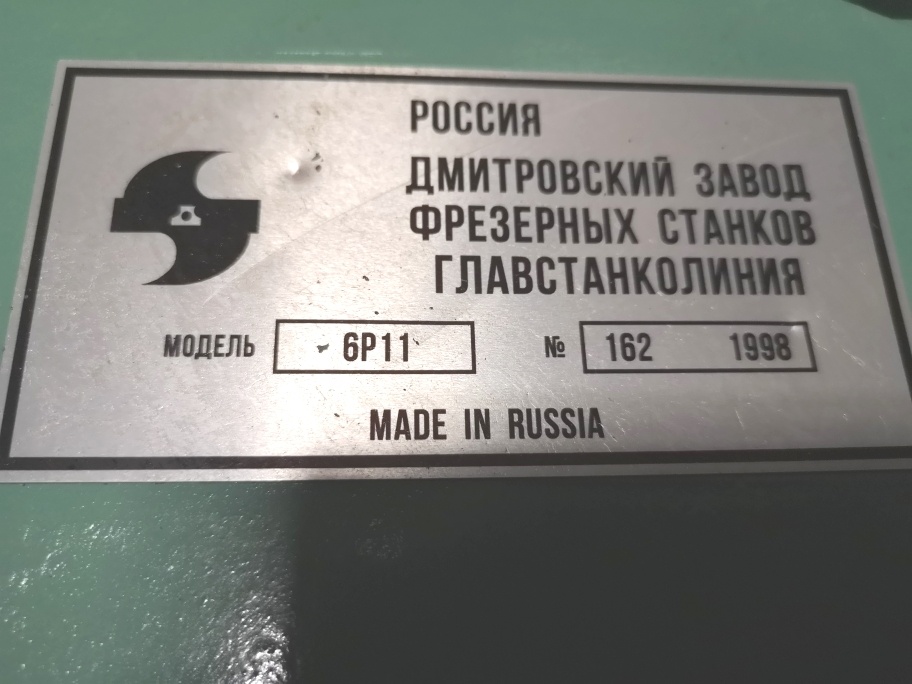 РОССИЯ
ДМИТРОВСКИЙ ЗАВОД
ФРЕЗЕРНЫХ СТАНКОВ
ГЛАВСТАНКОЛИНИЯ
МОДЕЛЬ 6Р11 № 162 1998
MADE IN RUSSIA